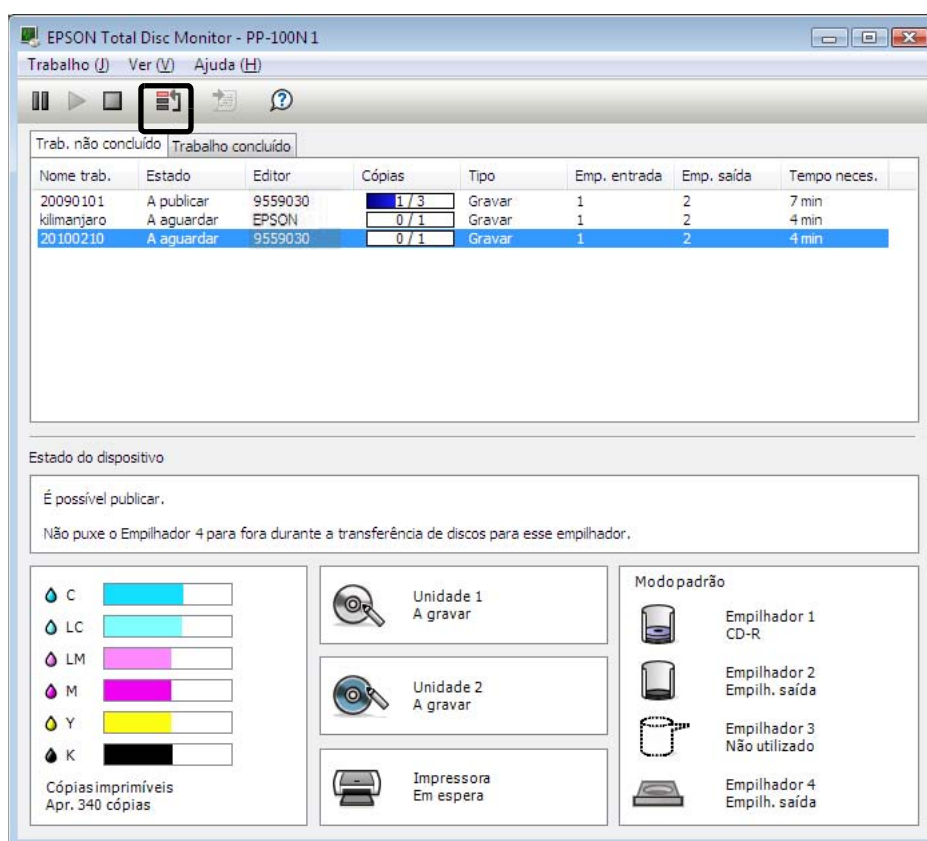 EPSON Total Disc Monitor - PP-100N 1
Trabalho (J) Ver (V) Ajuda (H)
Trab. não concluído Trabalho concluído
Nome trab. Estado Editor Cópias Tipo Emp. entrada Emp. saída Tempo neces.
20090101 A publicar 9559030 1 / 3 Gravar 1 2 7 min
kilimanjaro A aguardar EPSON 0 / 1 Gravar 1 2 4 min
20100210 A aguardar 9559030 0 / 1 Gravar 1 2 4 min
Estado do dispositivo
É possível publicar.
Não puxe o Empilhador 4 para fora durante a transferência de discos para esse empilhador.
C
LC
LM
M
Y
K
Cópias imprimíveis
Apr. 340 cópias
Unidade 1
A gravar
Unidade 2
A gravar
Impressora
Em espera
Modo padrão
Empilhador 1
CD-R
Empilhador 2
Empilh. saída
Empilhador 3
Não utilizado
Empilhador 4
Empilh. saída